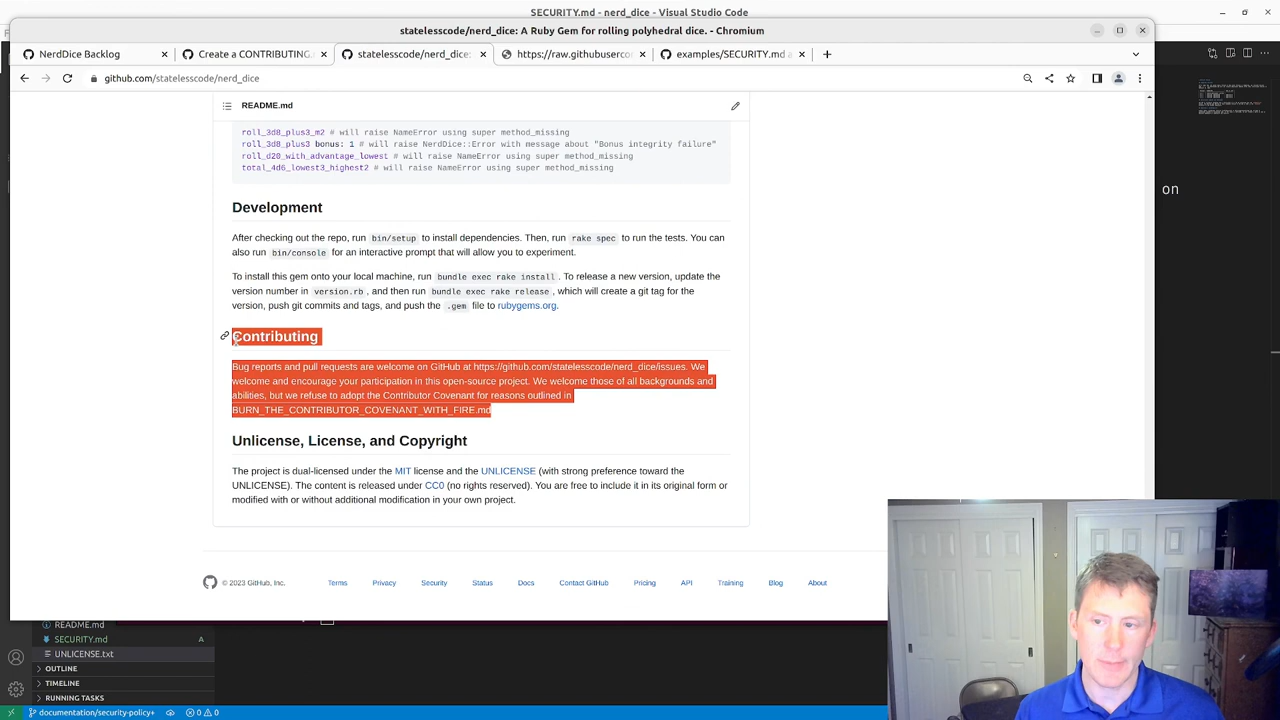 SECURITY.md - nerd_dice - Visual Studio Code
statelesscode/nerd_dice: A Ruby Gem for rolling polyhedral dice. - Chromium
NerdDice Backlog
Create a CONTRIBUTING.
statelesscode/nerd_dice:
https://raw.githubuserco
examples/SECURITY.md a
github.com/statelesscode/nerd_dice
README.md
roll_3d8_plus3_m2 # will raise NameError using super method_missing
roll_3d8_plus3 bonus: 1 # will raise NerdDice::Error with message about "Bonus integrity failure"
roll_d20_with_advantage_lowest # will raise NameError using super method_missing
total_4d6_lowest3_highest2 # will raise NameError using super method_missing
on
Development
After checking out the repo, run bin/setup to install dependencies. Then, run rake spec to run the tests. You can
also run bin/console for an interactive prompt that will allow you to experiment.
To install this gem onto your local machine, run bundle exec rake install. To release a new version, update the
version number in version.rb, and then run bundle exec rake release, which will create a git tag for the
version, push git commits and tags, and push the .gem file to rubygems.org.
Contributing
Bug reports and pull requests are welcome on GitHub at https://github.com/statelesscode/nerd_dice/issues. We
welcome and encourage your participation in this open-source project. We welcome those of all backgrounds and
abilities, but we refuse to adopt the Contributor Covenant for reasons outlined in
BURN_THE_CONTRIBUTOR_COVENANT_WITH_FIRE.md
Unlicense, License, and Copyright
The project is dual-licensed under the MIT license and the UNLICENSE (with strong preference toward the
UNLICENSE). The content is released under CC0 (no rights reserved). You are free to include it in its original form or
modified with or without additional modification in your own project.
© 2023 GitHub, Inc.
Terms
Privacy
Security
Status
Docs
Contact GitHub
Pricing
API
Training
Blog
About
README.md
SECURITY.md
A
UNLICENSE.txt
OUTLINE
TIMELINE
RUNNING TASKS
documentation/security-policy+
0
0